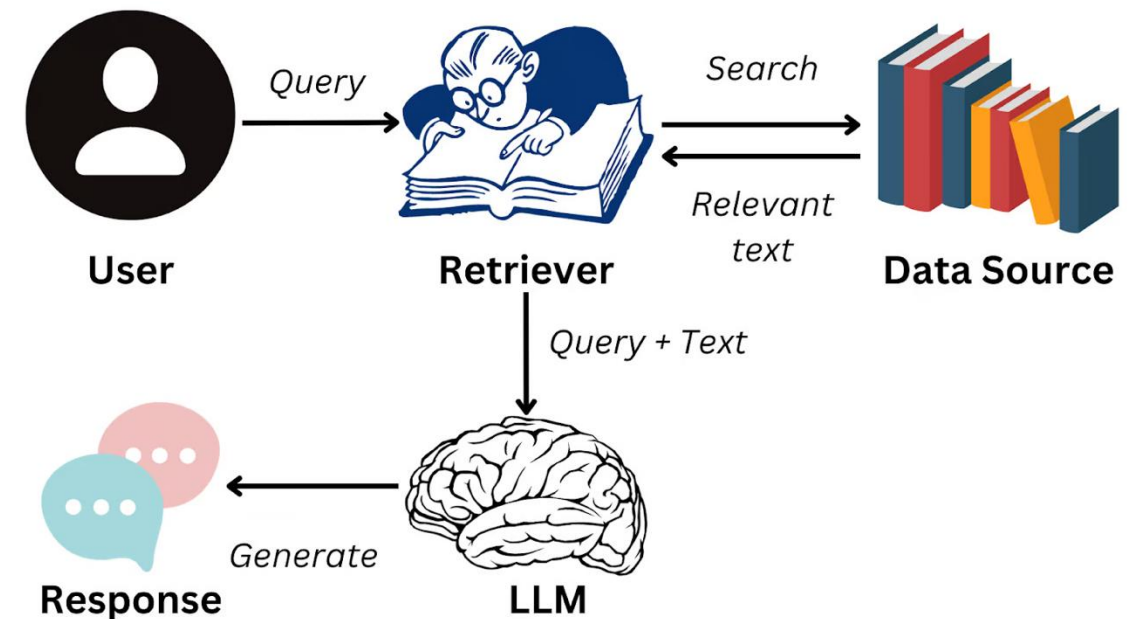 Query
Search
Relevant
text
User
Retriever
Data Source
Query + Text
Generate
Response
LLM